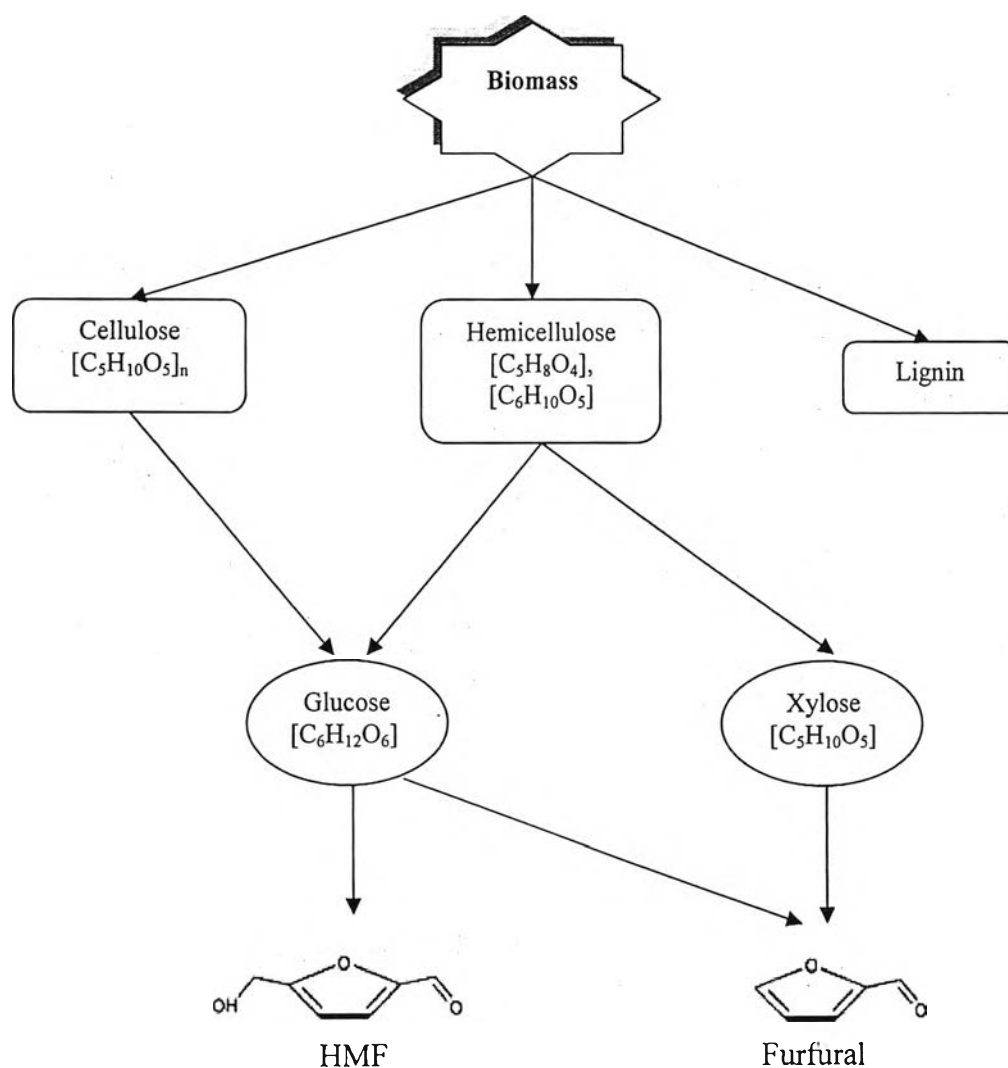 Biomass
Cellulose
[C₅H₁₀O₅]ₙ
Hemicellulose
[C₅H₈O₄],
[C₆H₁₀O₅]
Lignin
Glucose
[C₆H₁₂O₆]
Xylose
[C₅H₁₀O₅]
O
OH
O
HMF
O
O
Furfural